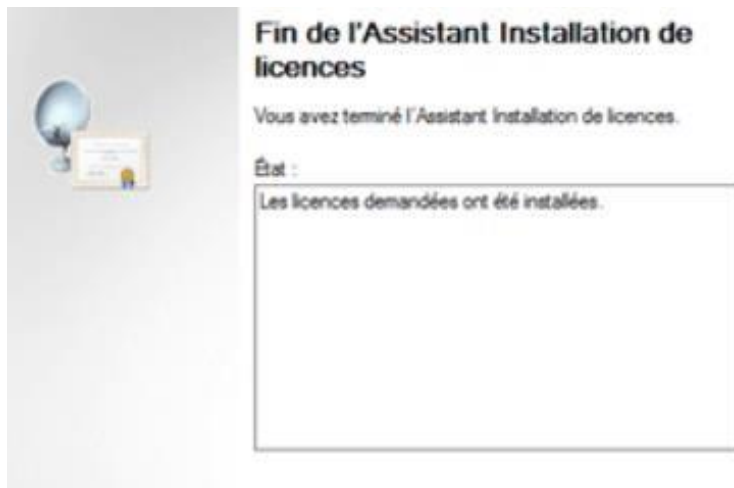 Fin de l'Assistant Installation de
licences
Vous avez terminé l'Assistant Installation de licences.
État :
Les licences demandées ont été installées.